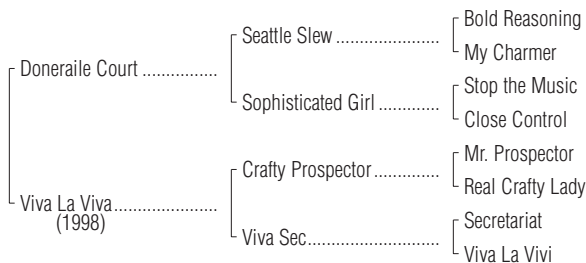 Bold Reasoning
Seattle Slew ..................
My Charmer
Doneraile Court ...............
Stop the Music
Sophisticated Girl ............
Close Control
Mr. Prospector
Crafty Prospector .............
Real Crafty Lady
Viva La Viva.....................
(1998)
Secretariat
Viva Sec..........................
Viva La Vivi